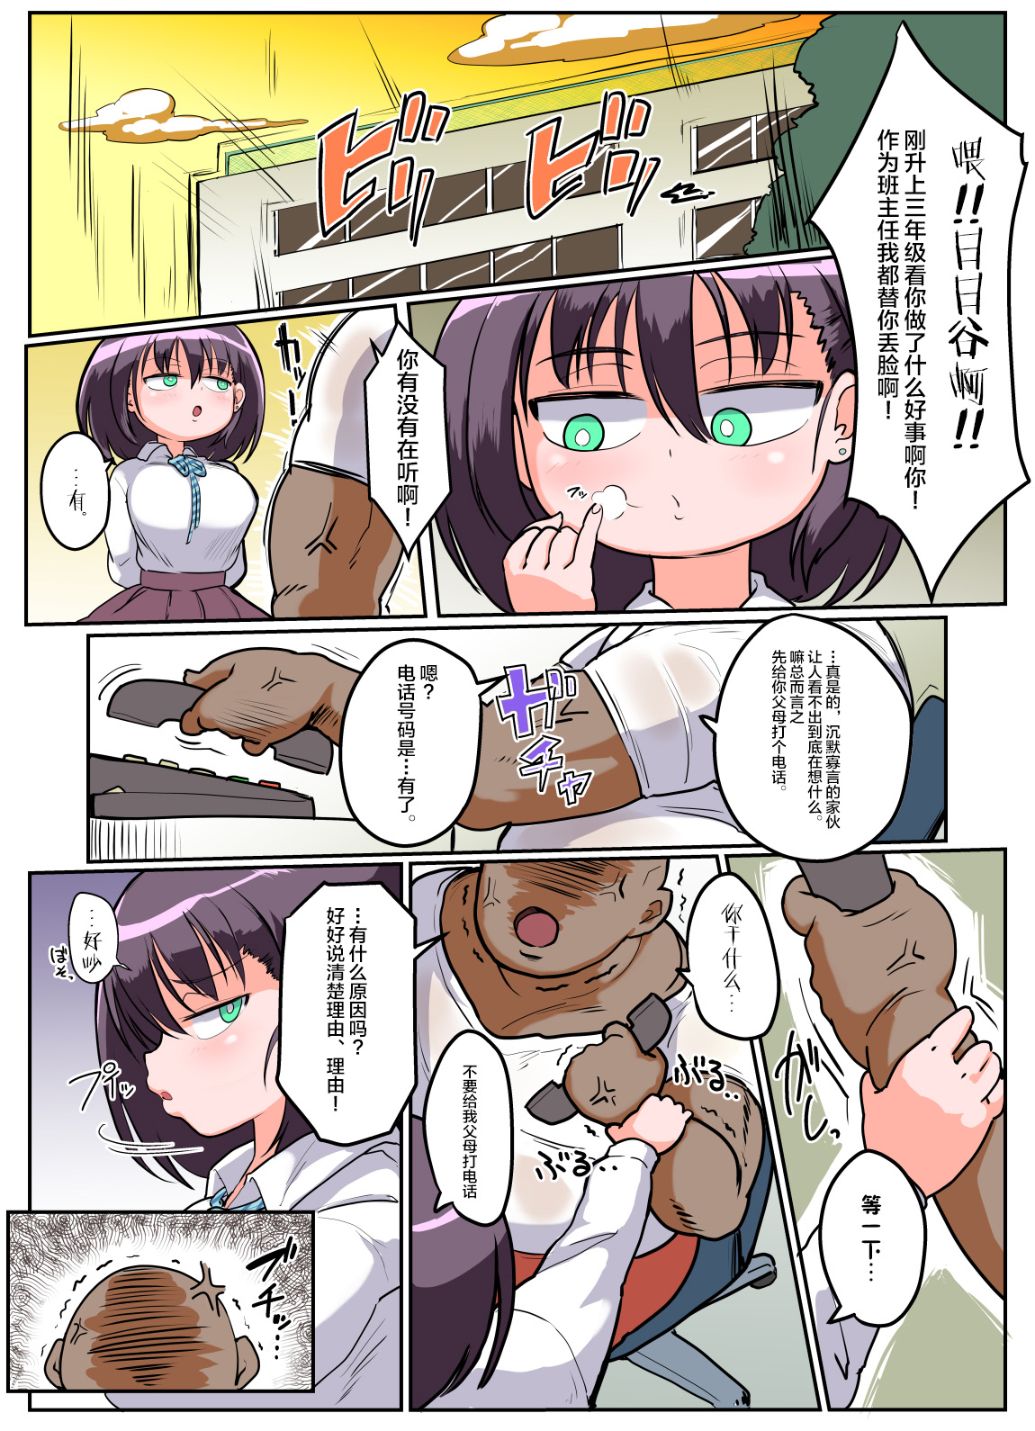 喂!!日日谷啊!!
刚升上三年级看你做了什么好事啊你！
作为班主任我都替你丢脸啊！
ビビ
フッ
你有没有在听啊！
カッ!!
…有。
…真是的，沉默寡言的家伙
让人看不出到底在想什么。
嘛总而言之
先给你父母打个电话。
ガチャ
嗯？
电话号码是…有了。
等一下…
がしっ
你干什么…
不要给我父母打电话
ぶる‥
ぶる‥
…有什么原因吗？
好好说清楚理由、理由！
…好吵
ぼそっ
プイッ
ブチッ…